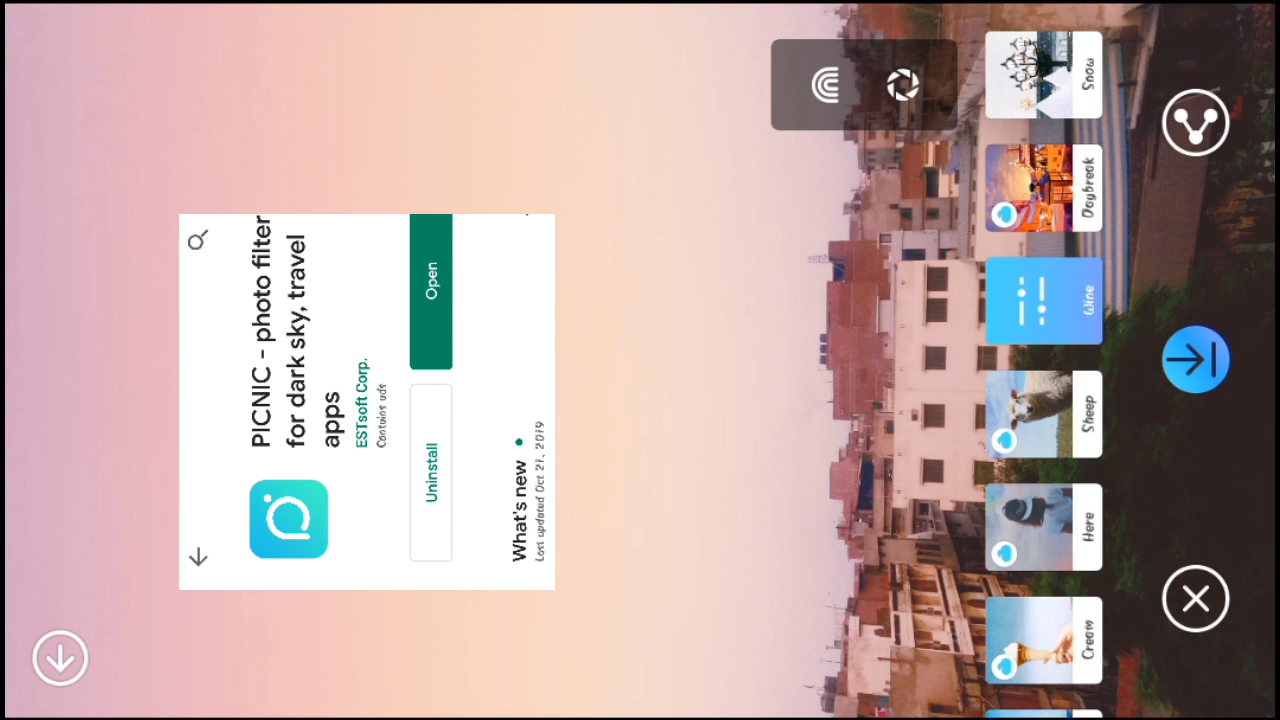 PICNIC - photo filter
for dark sky, travel
apps
ESTsoft Corp.
Contains ads
Uninstall
Open
What's new
Last updated Oct 21, 2019
Cream
Here
Sheep
Wine
Daybreak
Snow